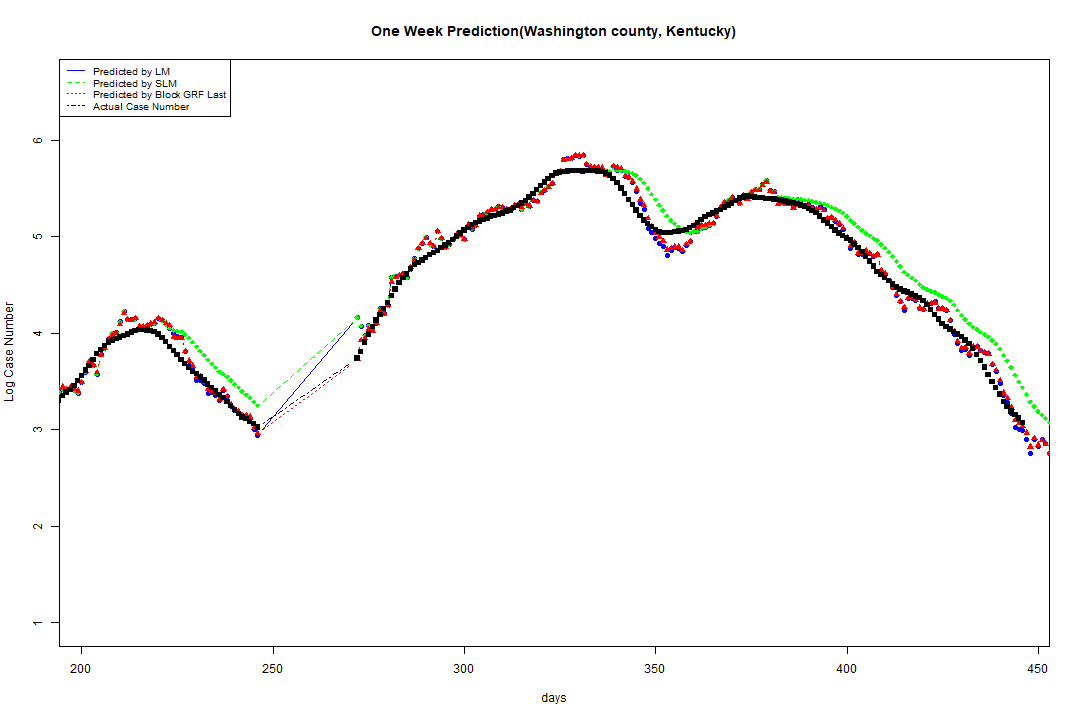 One Week Prediction(Washington county, Kentucky)
Predicted by LM
Predicted by SLM
Predicted by Block GRF Last
Actual Case Number
6
5
4
3
2
1
Log Case Number
200 250 300 350 400 450
days